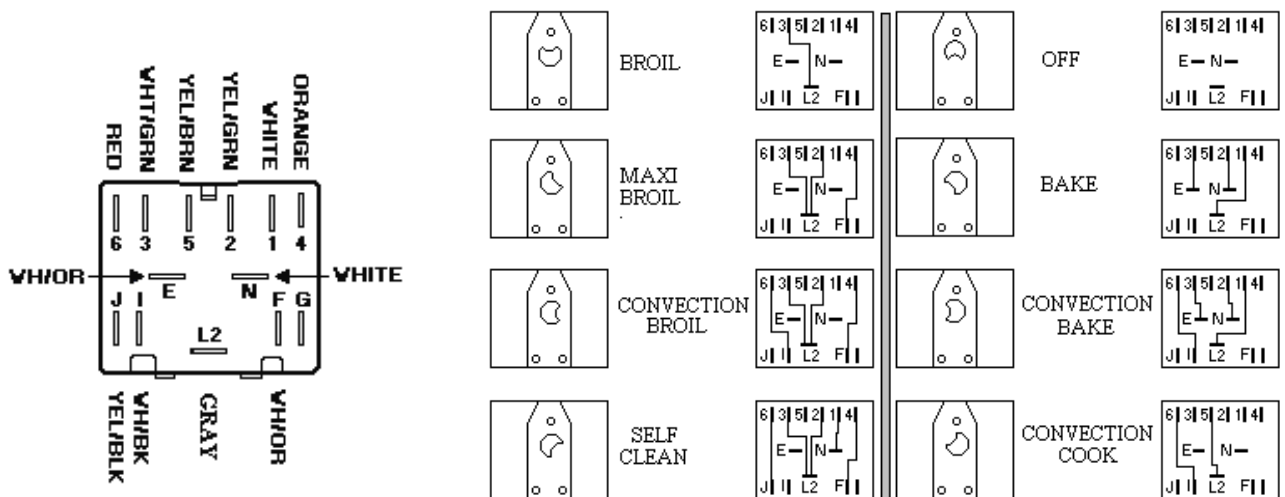 RED
WHT/GRN
YEL/BRN
YEL/GRN
WHITE
ORANGE
6 3 5 2 1 4
WH/OR
E
N
WHITE
J I
F G
L2
YEL/BLK
WH/BK
GRAY
WH/OR
BROIL
6 3 5 2 1 4
E N
J I L2 F
MAXI
BROIL
6 3 5 2 1 4
E N
J I L2 F
CONVECTION
BROIL
6 3 5 2 1 4
E N
J I L2 F
SELF
CLEAN
6 3 5 2 1 4
E N
J I L2 F
OFF
6 3 5 2 1 4
E N
J I L2 F
BAKE
6 3 5 2 1 4
E N
J I L2 F
CONVECTION
BAKE
6 3 5 2 1 4
E N
J I L2 F
CONVECTION
COOK
6 3 5 2 1 4
E N
J I L2 F